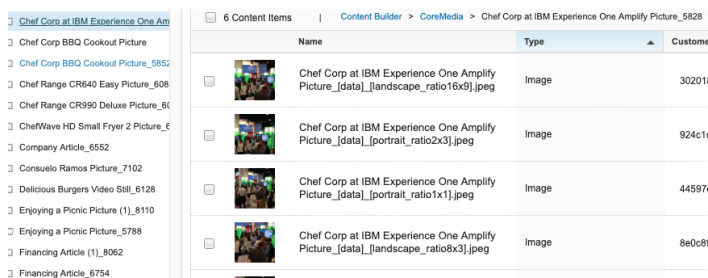 Chef Corp at IBM Experience One Am
Chef Corp BBQ Cookout Picture
Chef Corp BBQ Cookout Picture_5852
Chef Range CR640 Easy Picture_608
Chef Range CR990 Deluxe Picture_60
ChefWave HD Small Fryer 2 Picture_6
Company Article_6552
Consuelo Ramos Picture_7102
Delicious Burgers Video Still_6128
Enjoying a Picnic Picture (1)_8110
Enjoying a Picnic Picture_5788
Financing Article (1)_8062
Financing Article_6754
6 Content Items | Content Builder > CoreMedia > Chef Corp at IBM Experience One Amplify Picture_5828
Name Type Custome
Chef Corp at IBM Experience One Amplify
Picture_[data]_[landscape_ratio16x9].jpeg
Image
302018
Chef Corp at IBM Experience One Amplify
Picture_[data]_[portrait_ratio2x3].jpeg
Image
924c1c
Chef Corp at IBM Experience One Amplify
Picture_[data]_[portrait_ratio1x1].jpeg
Image
44597
Chef Corp at IBM Experience One Amplify
Picture_[data]_[landscape_ratio8x3].jpeg
Image
8e0c89